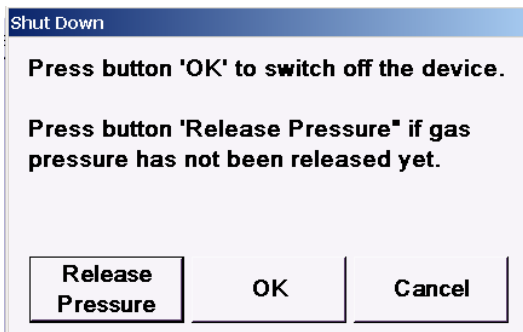 Shut Down
Press button 'OK' to switch off the device.
Press button 'Release Pressure" if gas
pressure has not been released yet.
Release
Pressure
OK
Cancel